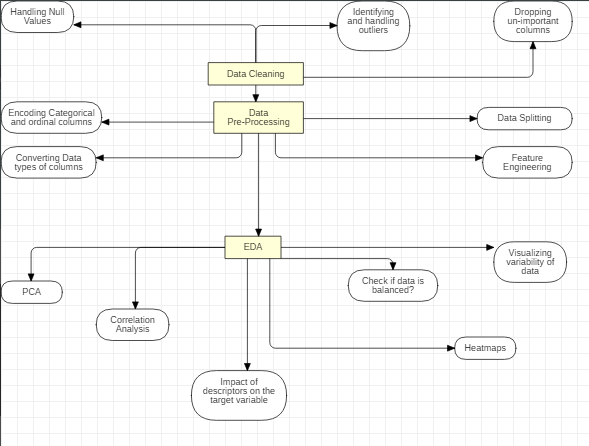 Handling Null
Values
Identifying
and handling
outliers
Dropping
un-important
columns
Data Cleaning
Encoding Categorical
and ordinal columns
Data
Pre-Processing
Data Splitting
Converting Data
types of columns
Feature
Engineering
EDA
Visualizing
variability of
data
PCA
Check if data is
balanced?
Correlation
Analysis
Heatmaps
Impact of
descriptors on the
target variable